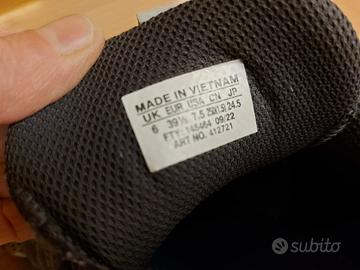 MADE IN VIETNAM
UK EUR USA CN JP
6 39⅓ 7.5 250(1.5) 24.5
FTY: 145464 09/22
ART NO. 412721
subito